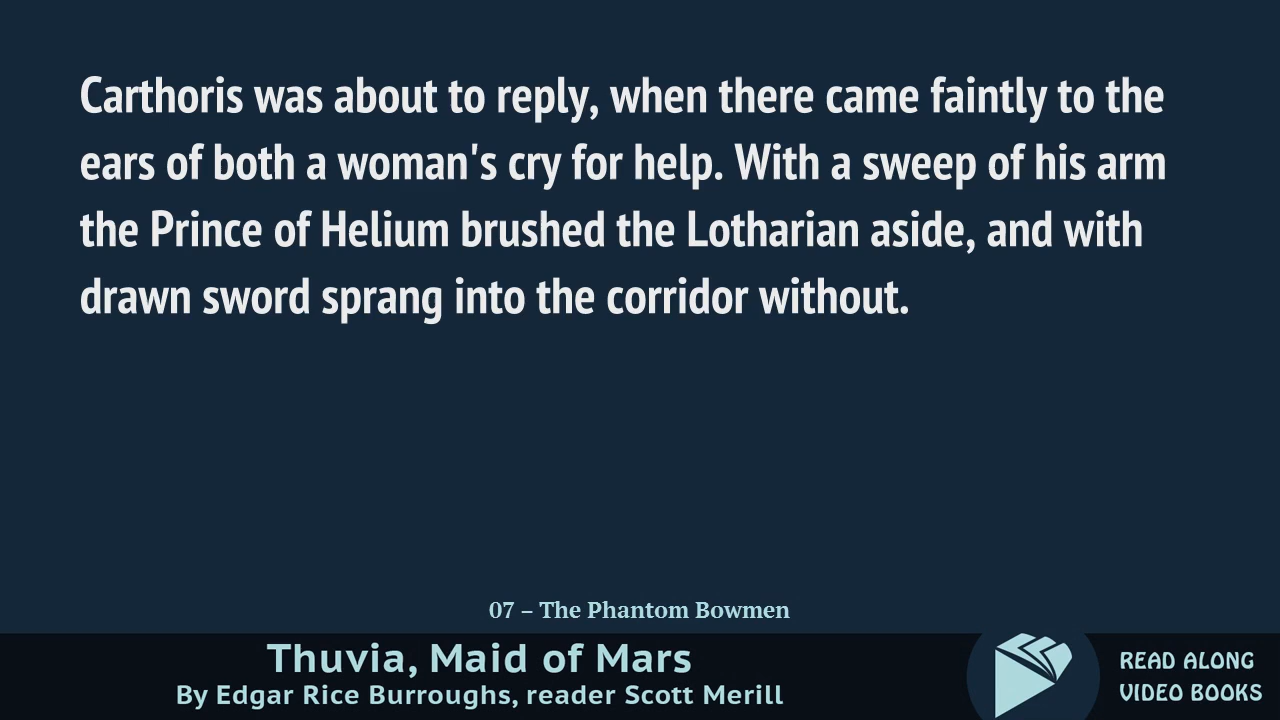 Carthoris was about to reply, when there came faintly to the
ears of both a woman's cry for help. With a sweep of his arm
the Prince of Helium brushed the Lotharian aside, and with
drawn sword sprang into the corridor without.
07 – The Phantom Bowmen
Thuvia, Maid of Mars
By Edgar Rice Burroughs, reader Scott Merill
READ ALONG
VIDEO BOOKS